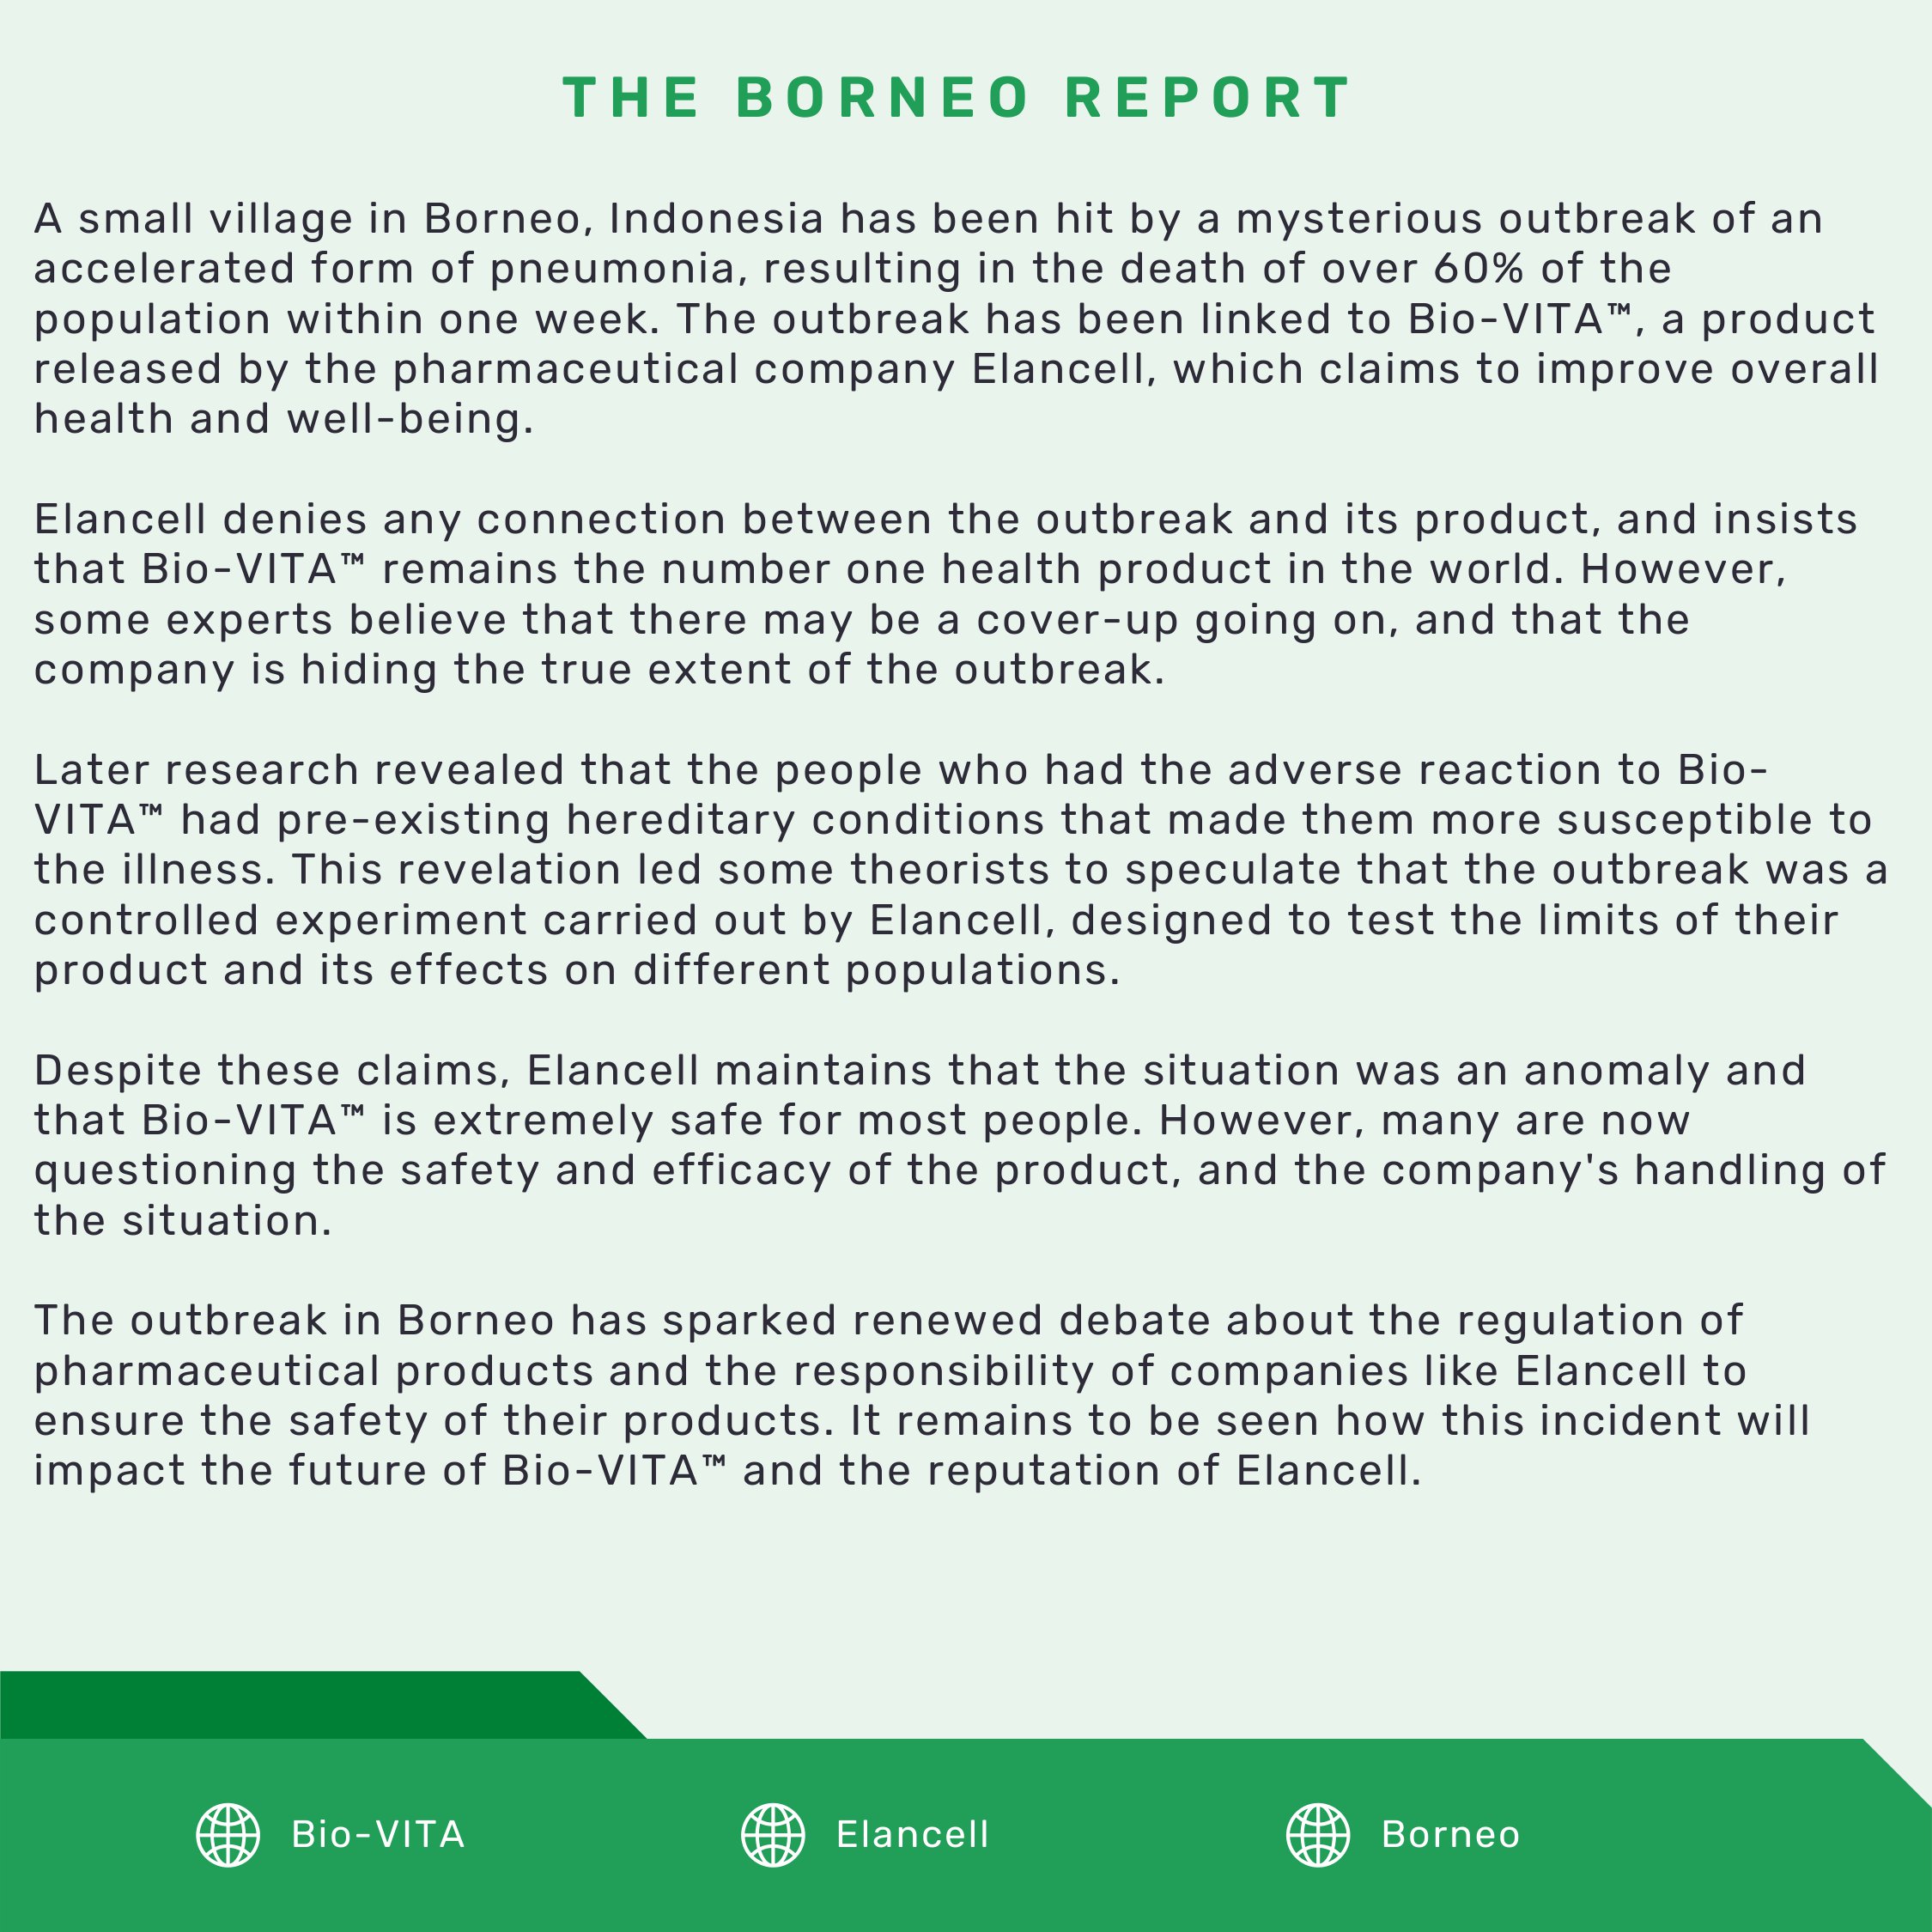 THE BORNEO REPORT
A small village in Borneo, Indonesia has been hit by a mysterious outbreak of an
accelerated form of pneumonia, resulting in the death of over 60% of the
population within one week. The outbreak has been linked to Bio-VITA™, a product
released by the pharmaceutical company Elancell, which claims to improve overall
health and well-being.
Elancell denies any connection between the outbreak and its product, and insists
that Bio-VITA™ remains the number one health product in the world. However,
some experts believe that there may be a cover-up going on, and that the
company is hiding the true extent of the outbreak.
Later research revealed that the people who had the adverse reaction to Bio-
VITA™ had pre-existing hereditary conditions that made them more susceptible to
the illness. This revelation led some theorists to speculate that the outbreak was a
controlled experiment carried out by Elancell, designed to test the limits of their
product and its effects on different populations.
Despite these claims, Elancell maintains that the situation was an anomaly and
that Bio-VITA™ is extremely safe for most people. However, many are now
questioning the safety and efficacy of the product, and the company's handling of
the situation.
The outbreak in Borneo has sparked renewed debate about the regulation of
pharmaceutical products and the responsibility of companies like Elancell to
ensure the safety of their products. It remains to be seen how this incident will
impact the future of Bio-VITA™ and the reputation of Elancell.
Bio-VITA
Elancell
Borneo